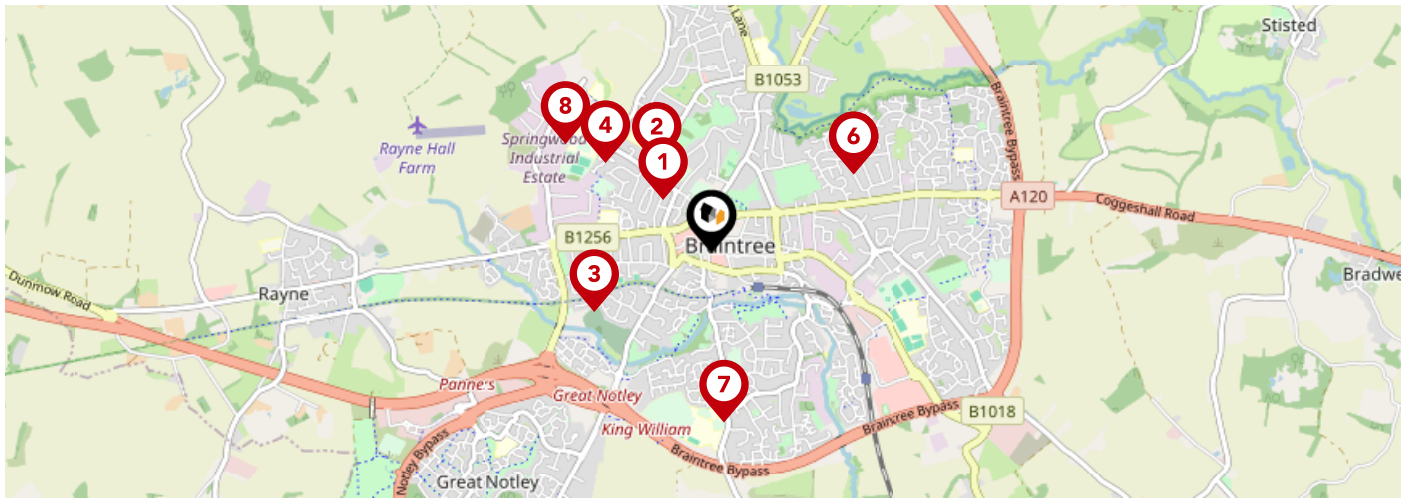 Lane
Stisted
B1053
8
4
2
6
1
Springwood
Industrial
Estate
Rayne Hall
Farm
Braintree Bypass
A120
Coggeshall Road
B1256
Braintree
3
Rayne
Dunmow Road
Bradwe
7
Panners
Great Notley
King William
B1018
Braintree Bypass
Braintree Bypass
Notley Bypass
Great Notley